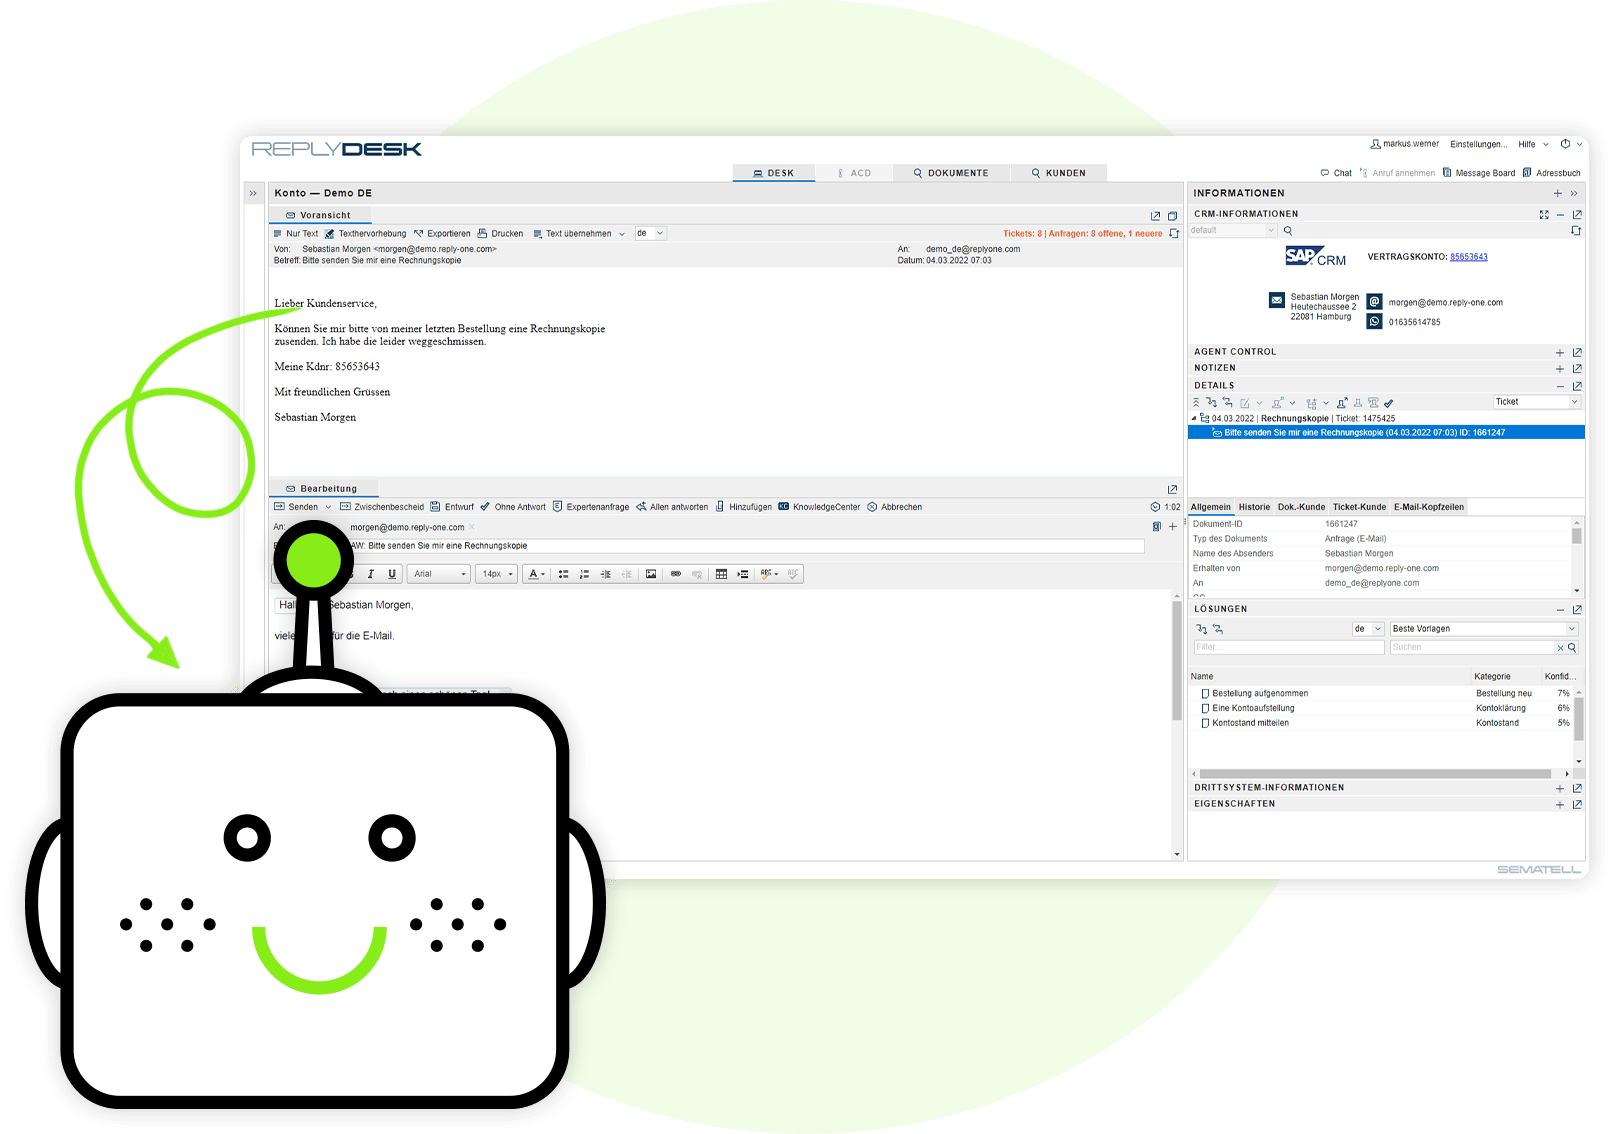 REPLYDESK
markus.werner Einstellungen... Hilfe
DESK ACD DOKUMENTE KUNDEN
Chat Anruf annehmen Message Board Adressbuch
Konto — Demo DE
Voransicht
Nur Text Texthervorhebung Exportieren Drucken Text übernehmen de
Tickets: 8 | Anfragen: 8 offene, 1 neuere
Von: Sebastian Morgen <morgen@demo.reply-one.com>
An: demo_de@replyone.com
Betreff: Bitte senden Sie mir eine Rechnungskopie
Datum: 04.03.2022 07:03
Lieber Kundenservice,
Können Sie mir bitte von meiner letzten Bestellung eine Rechnungskopie
zusenden. Ich habe die leider weggeschmissen.
Meine Kdnr: 85653643
Mit freundlichen Grüssen
Sebastian Morgen
Bearbeitung
Senden Zwischenbescheid Entwurf Ohne Antwort Expertenanfrage Allen antworten Hinzufügen KC KnowledgeCenter Abbrechen 1:02
An: morgen@demo.reply-one.com
AW: Bitte senden Sie mir eine Rechnungskopie
I U Arial 14px A
Sebastian Morgen,
für die E-Mail.
INFORMATIONEN
CRM-INFORMATIONEN
default
SAP CRM
VERTRAGSKONTO: 85653643
Sebastian Morgen
Heutechaussee 2
22081 Hamburg
@ morgen@demo.reply-one.com
01635614785
AGENT CONTROL
NOTIZEN
DETAILS
Ticket
04.03.2022 | Rechnungskopie | Ticket: 1475425
Bitte senden Sie mir eine Rechnungskopie (04.03.2022 07:03) ID: 1661247
Allgemein Historie Dok.-Kunde Ticket-Kunde E-Mail-Kopfzeilen
Dokument-ID 1661247
Typ des Dokuments Anfrage (E-Mail)
Name des Absenders Sebastian Morgen
Erhalten von morgen@demo.reply-one.com
An demo_de@replyone.com
LÖSUNGEN
de Beste Vorlagen
Filter... Suchen
Name Kategorie Konfid...
Bestellung aufgenommen Bestellung neu 7%
Eine Kontoaufstellung Kontoklärung 6%
Kontostand mitteilen Kontostand 5%
DRITTSYSTEM-INFORMATIONEN
EIGENSCHAFTEN
SEMATELL